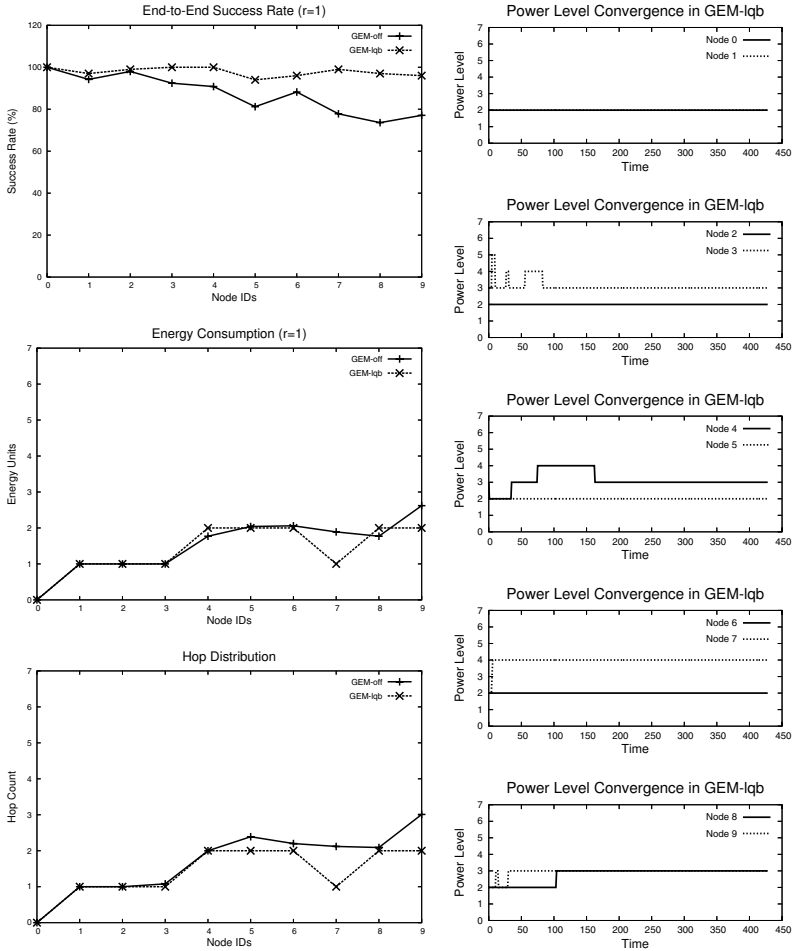 End-to-End Success Rate (r=1)
120
100
80
60
40
20
0
Success Rate (%)
GEM-off
GEM-lqb
0 1 2 3 4 5 6 7 8 9
Node IDs
Energy Consumption (r=1)
7
6
5
4
3
2
1
0
Energy Units
GEM-off
GEM-lqb
0 1 2 3 4 5 6 7 8 9
Node IDs
Hop Distribution
7
6
5
4
3
2
1
0
Hop Count
GEM-off
GEM-lqb
0 1 2 3 4 5 6 7 8 9
Node IDs
Power Level Convergence in GEM-lqb
7
6
5
4
3
2
1
0
Power Level
Node 0
Node 1
0 50 100 150 200 250 300 350 400 450
Time
Power Level Convergence in GEM-lqb
7
6
5
4
3
2
1
0
Power Level
Node 2
Node 3
0 50 100 150 200 250 300 350 400 450
Time
Power Level Convergence in GEM-lqb
7
6
5
4
3
2
1
0
Power Level
Node 4
Node 5
0 50 100 150 200 250 300 350 400 450
Time
Power Level Convergence in GEM-lqb
7
6
5
4
3
2
1
0
Power Level
Node 6
Node 7
0 50 100 150 200 250 300 350 400 450
Time
Power Level Convergence in GEM-lqb
7
6
5
4
3
2
1
0
Power Level
Node 8
Node 9
0 50 100 150 200 250 300 350 400 450
Time